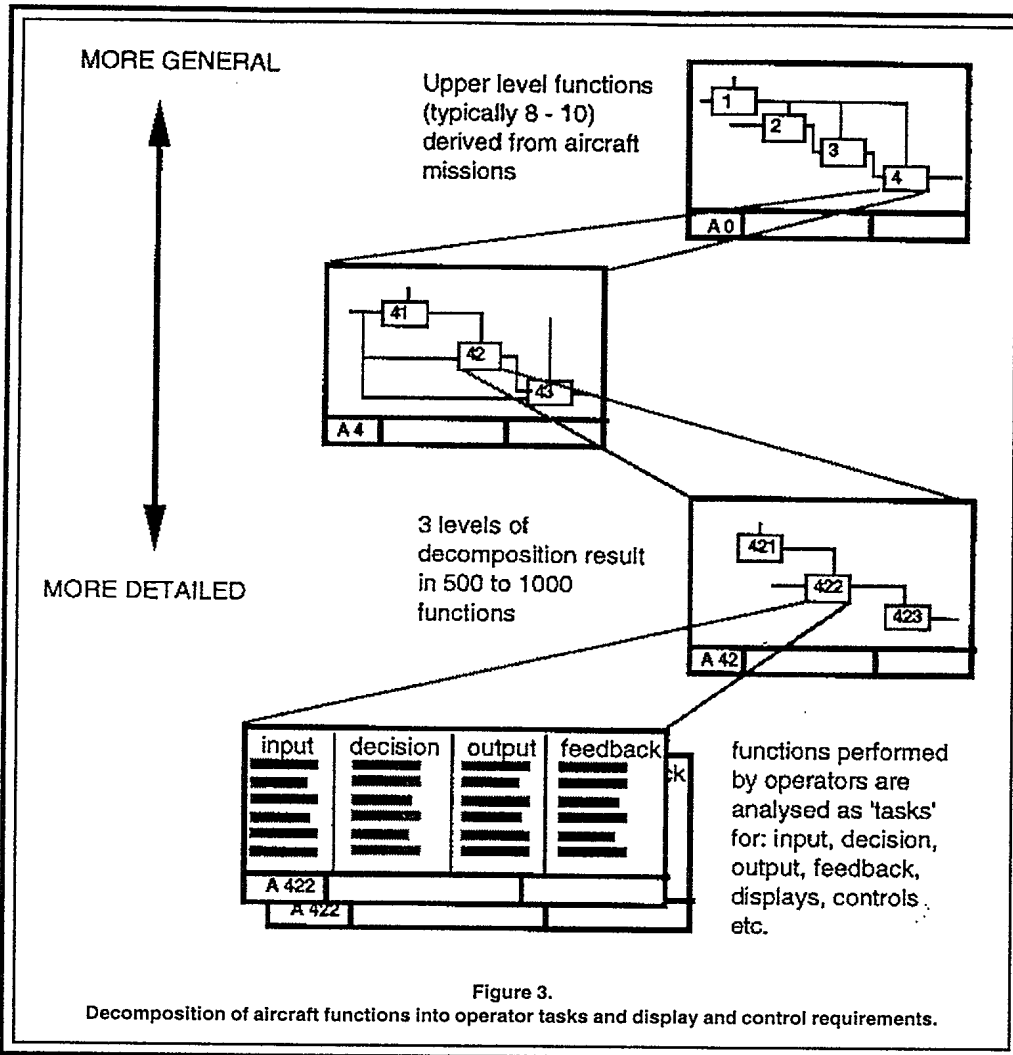 MORE GENERAL
Upper level functions
(typically 8 - 10)
derived from aircraft
missions
1
2
3
4
A 0
41
42
43
A 4
3 levels of
decomposition result
in 500 to 1000
functions
MORE DETAILED
421
422
423
A 42
input decision output feedback
ck
A 422
A 422
functions performed
by operators are
analysed as 'tasks'
for: input, decision,
output, feedback,
displays, controls
etc.
Figure 3.
Decomposition of aircraft functions into operator tasks and display and control requirements.